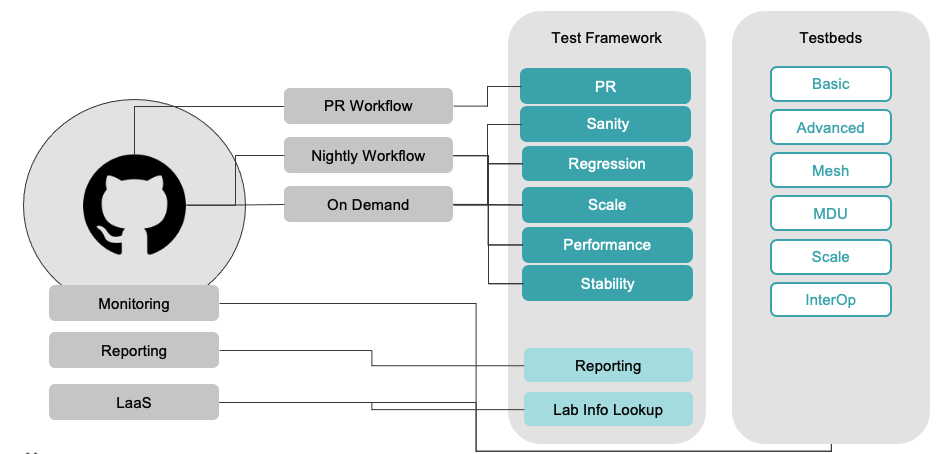 Test Framework
Testbeds
PR Workflow
Nightly Workflow
On Demand
PR
Sanity
Regression
Scale
Performance
Stability
Basic
Advanced
Mesh
MDU
Scale
InterOp
Monitoring
Reporting
LaaS
Reporting
Lab Info Lookup